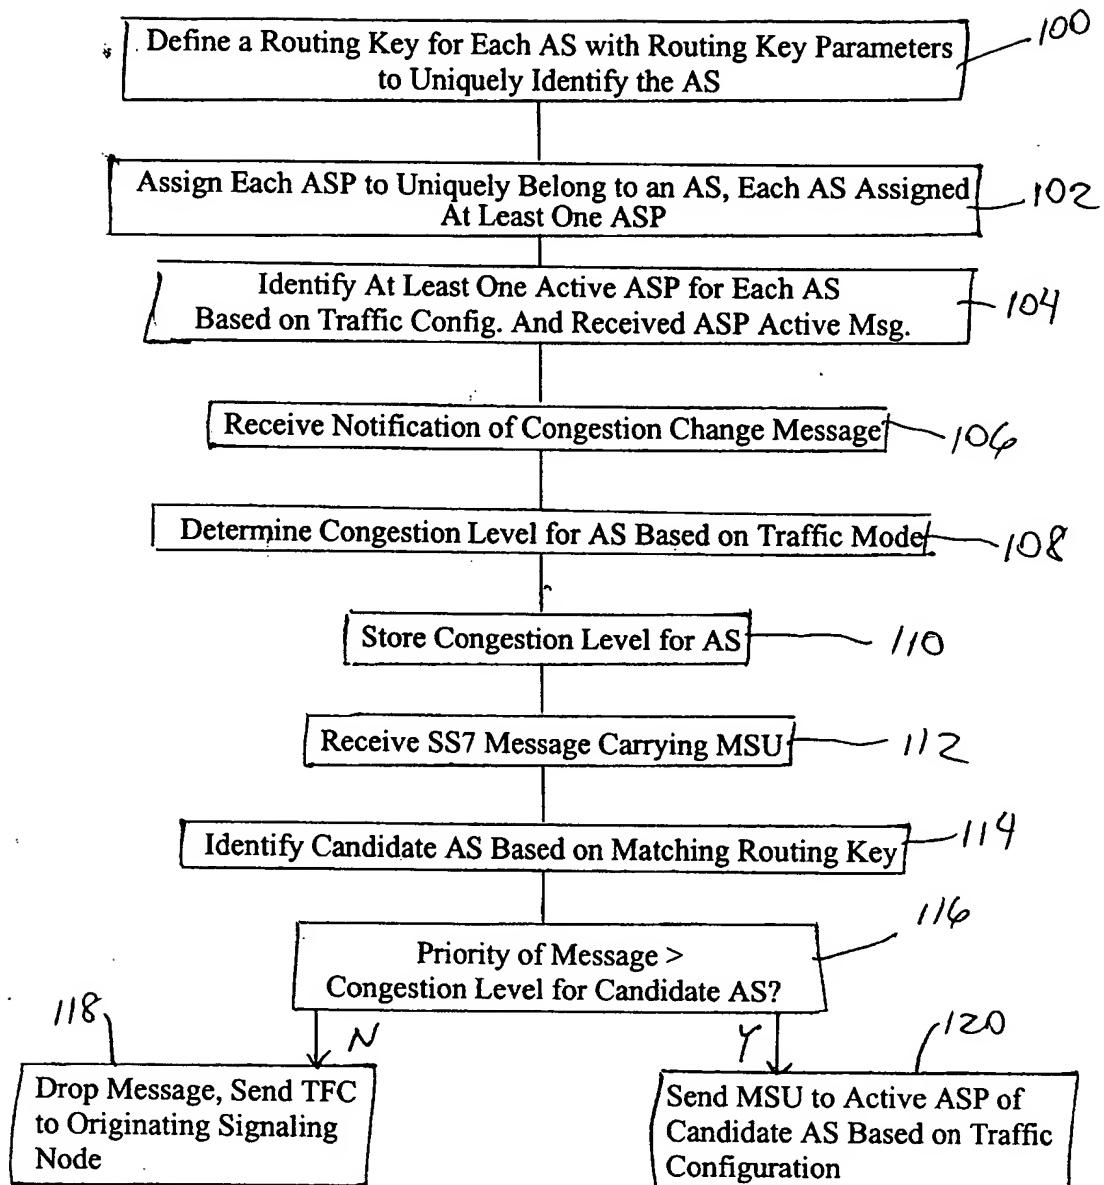 Define a Routing Key for Each AS with Routing Key Parameters
to Uniquely Identify the AS
100
Assign Each ASP to Uniquely Belong to an AS, Each AS Assigned
At Least One ASP
102
Identify At Least One Active ASP for Each AS
Based on Traffic Config. And Received ASP Active Msg.
104
Receive Notification of Congestion Change Message
106
Determine Congestion Level for AS Based on Traffic Mode
108
Store Congestion Level for AS
110
Receive SS7 Message Carrying MSU
112
Identify Candidate AS Based on Matching Routing Key
114
Priority of Message >
Congestion Level for Candidate AS?
116
N
Y
118
Drop Message, Send TFC
to Originating Signaling
Node
120
Send MSU to Active ASP of
Candidate AS Based on Traffic
Configuration